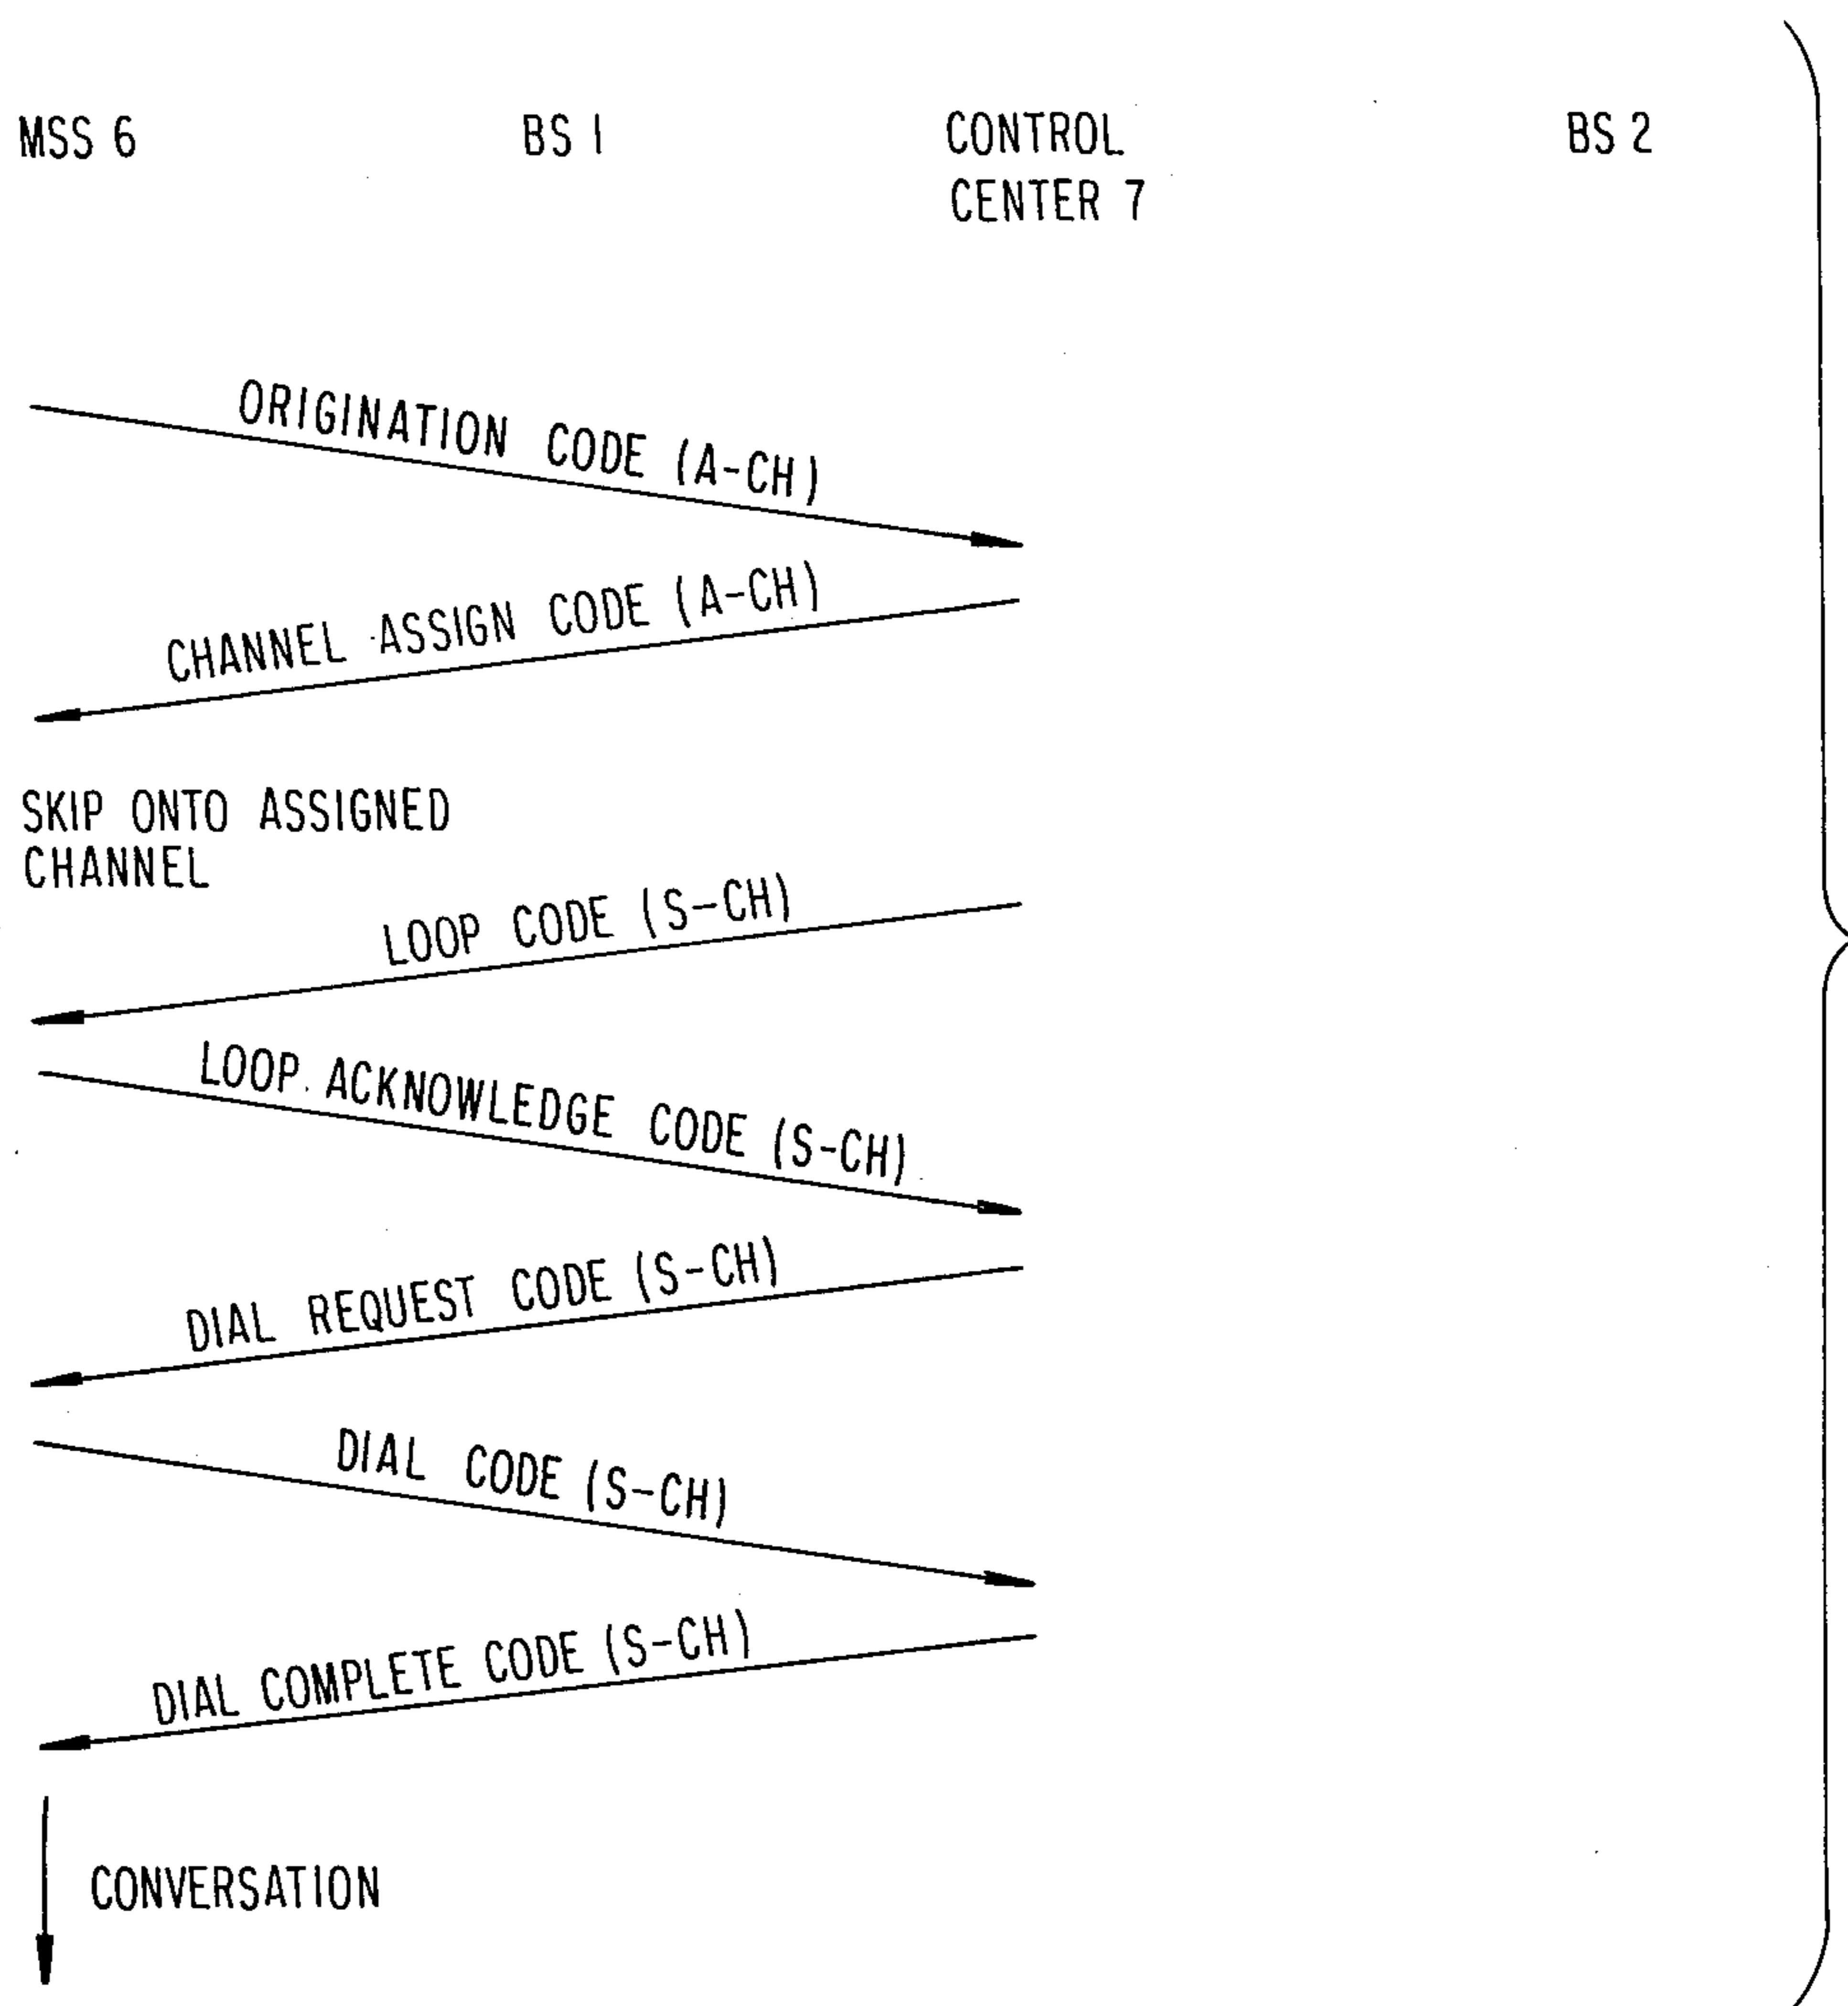 MSS 6
BS 1
CONTROL
CENTER 7
BS 2
ORIGINATION CODE (A-CH)
CHANNEL ASSIGN CODE (A-CH)
SKIP ONTO ASSIGNED
CHANNEL
LOOP CODE (S-CH)
LOOP ACKNOWLEDGE CODE (S-CH)
DIAL REQUEST CODE (S-CH)
DIAL CODE (S-CH)
DIAL COMPLETE CODE (S-CH)
CONVERSATION